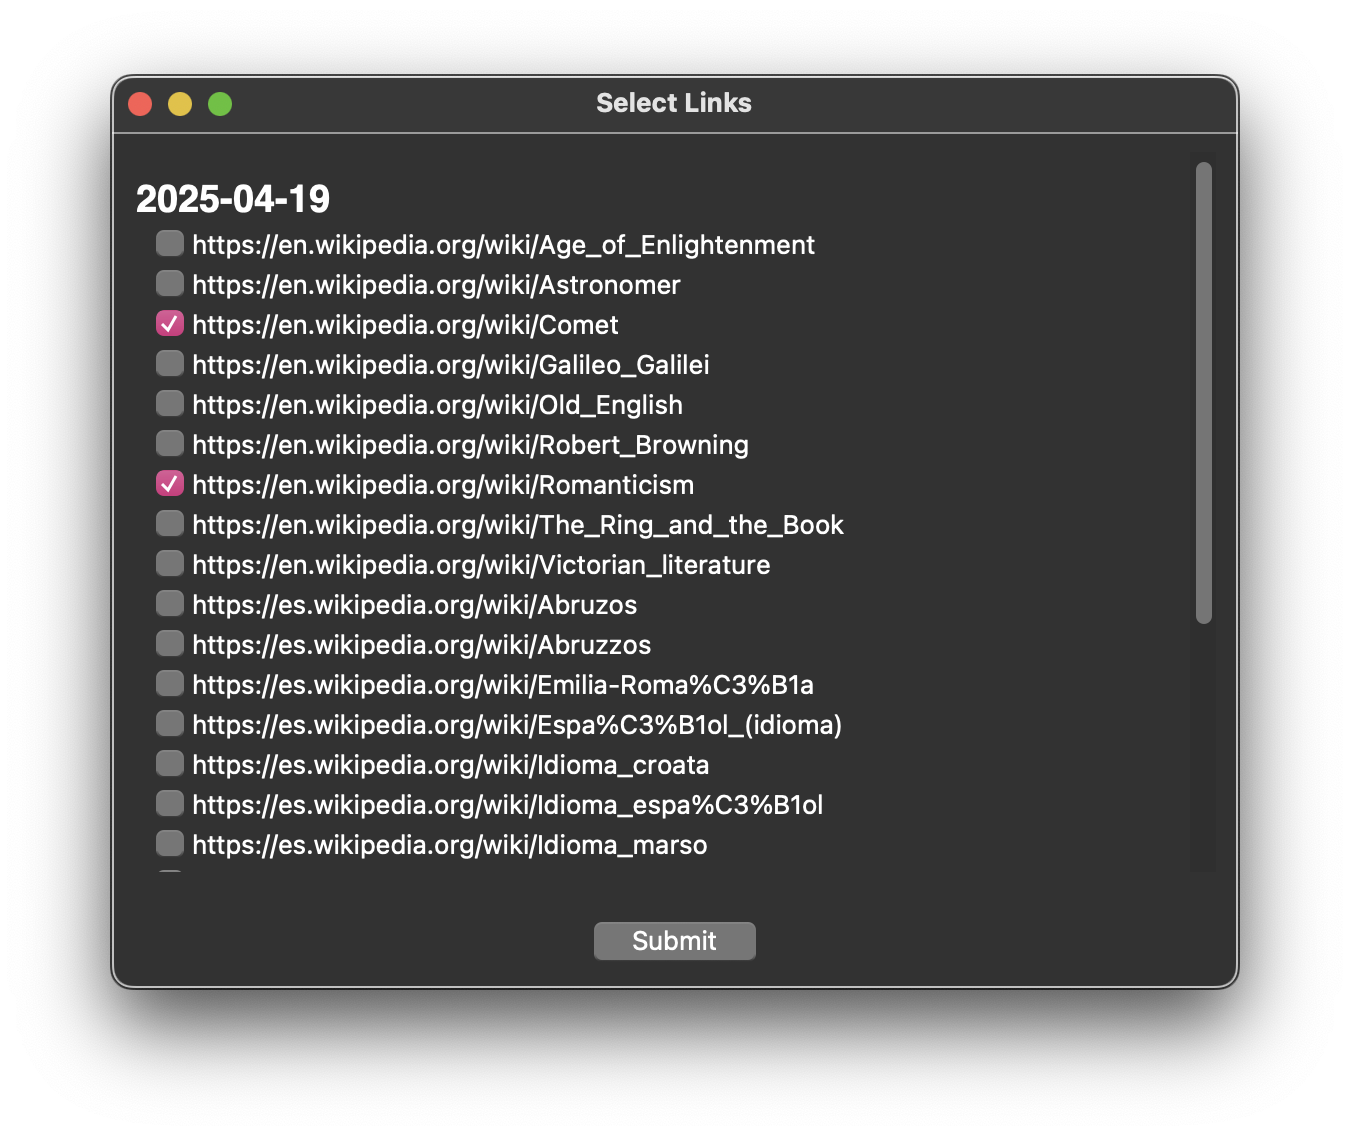 Select Links
2025-04-19
https://en.wikipedia.org/wiki/Age_of_Enlightenment
https://en.wikipedia.org/wiki/Astronomer
https://en.wikipedia.org/wiki/Comet
https://en.wikipedia.org/wiki/Galileo_Galilei
https://en.wikipedia.org/wiki/Old_English
https://en.wikipedia.org/wiki/Robert_Browning
https://en.wikipedia.org/wiki/Romanticism
https://en.wikipedia.org/wiki/The_Ring_and_the_Book
https://en.wikipedia.org/wiki/Victorian_literature
https://es.wikipedia.org/wiki/Abruzos
https://es.wikipedia.org/wiki/Abruzzos
https://es.wikipedia.org/wiki/Emilia-Roma%C3%B1a
https://es.wikipedia.org/wiki/Espa%C3%B1ol_(idioma)
https://es.wikipedia.org/wiki/Idioma_croata
https://es.wikipedia.org/wiki/Idioma_espa%C3%B1ol
https://es.wikipedia.org/wiki/Idioma_marso
Submit